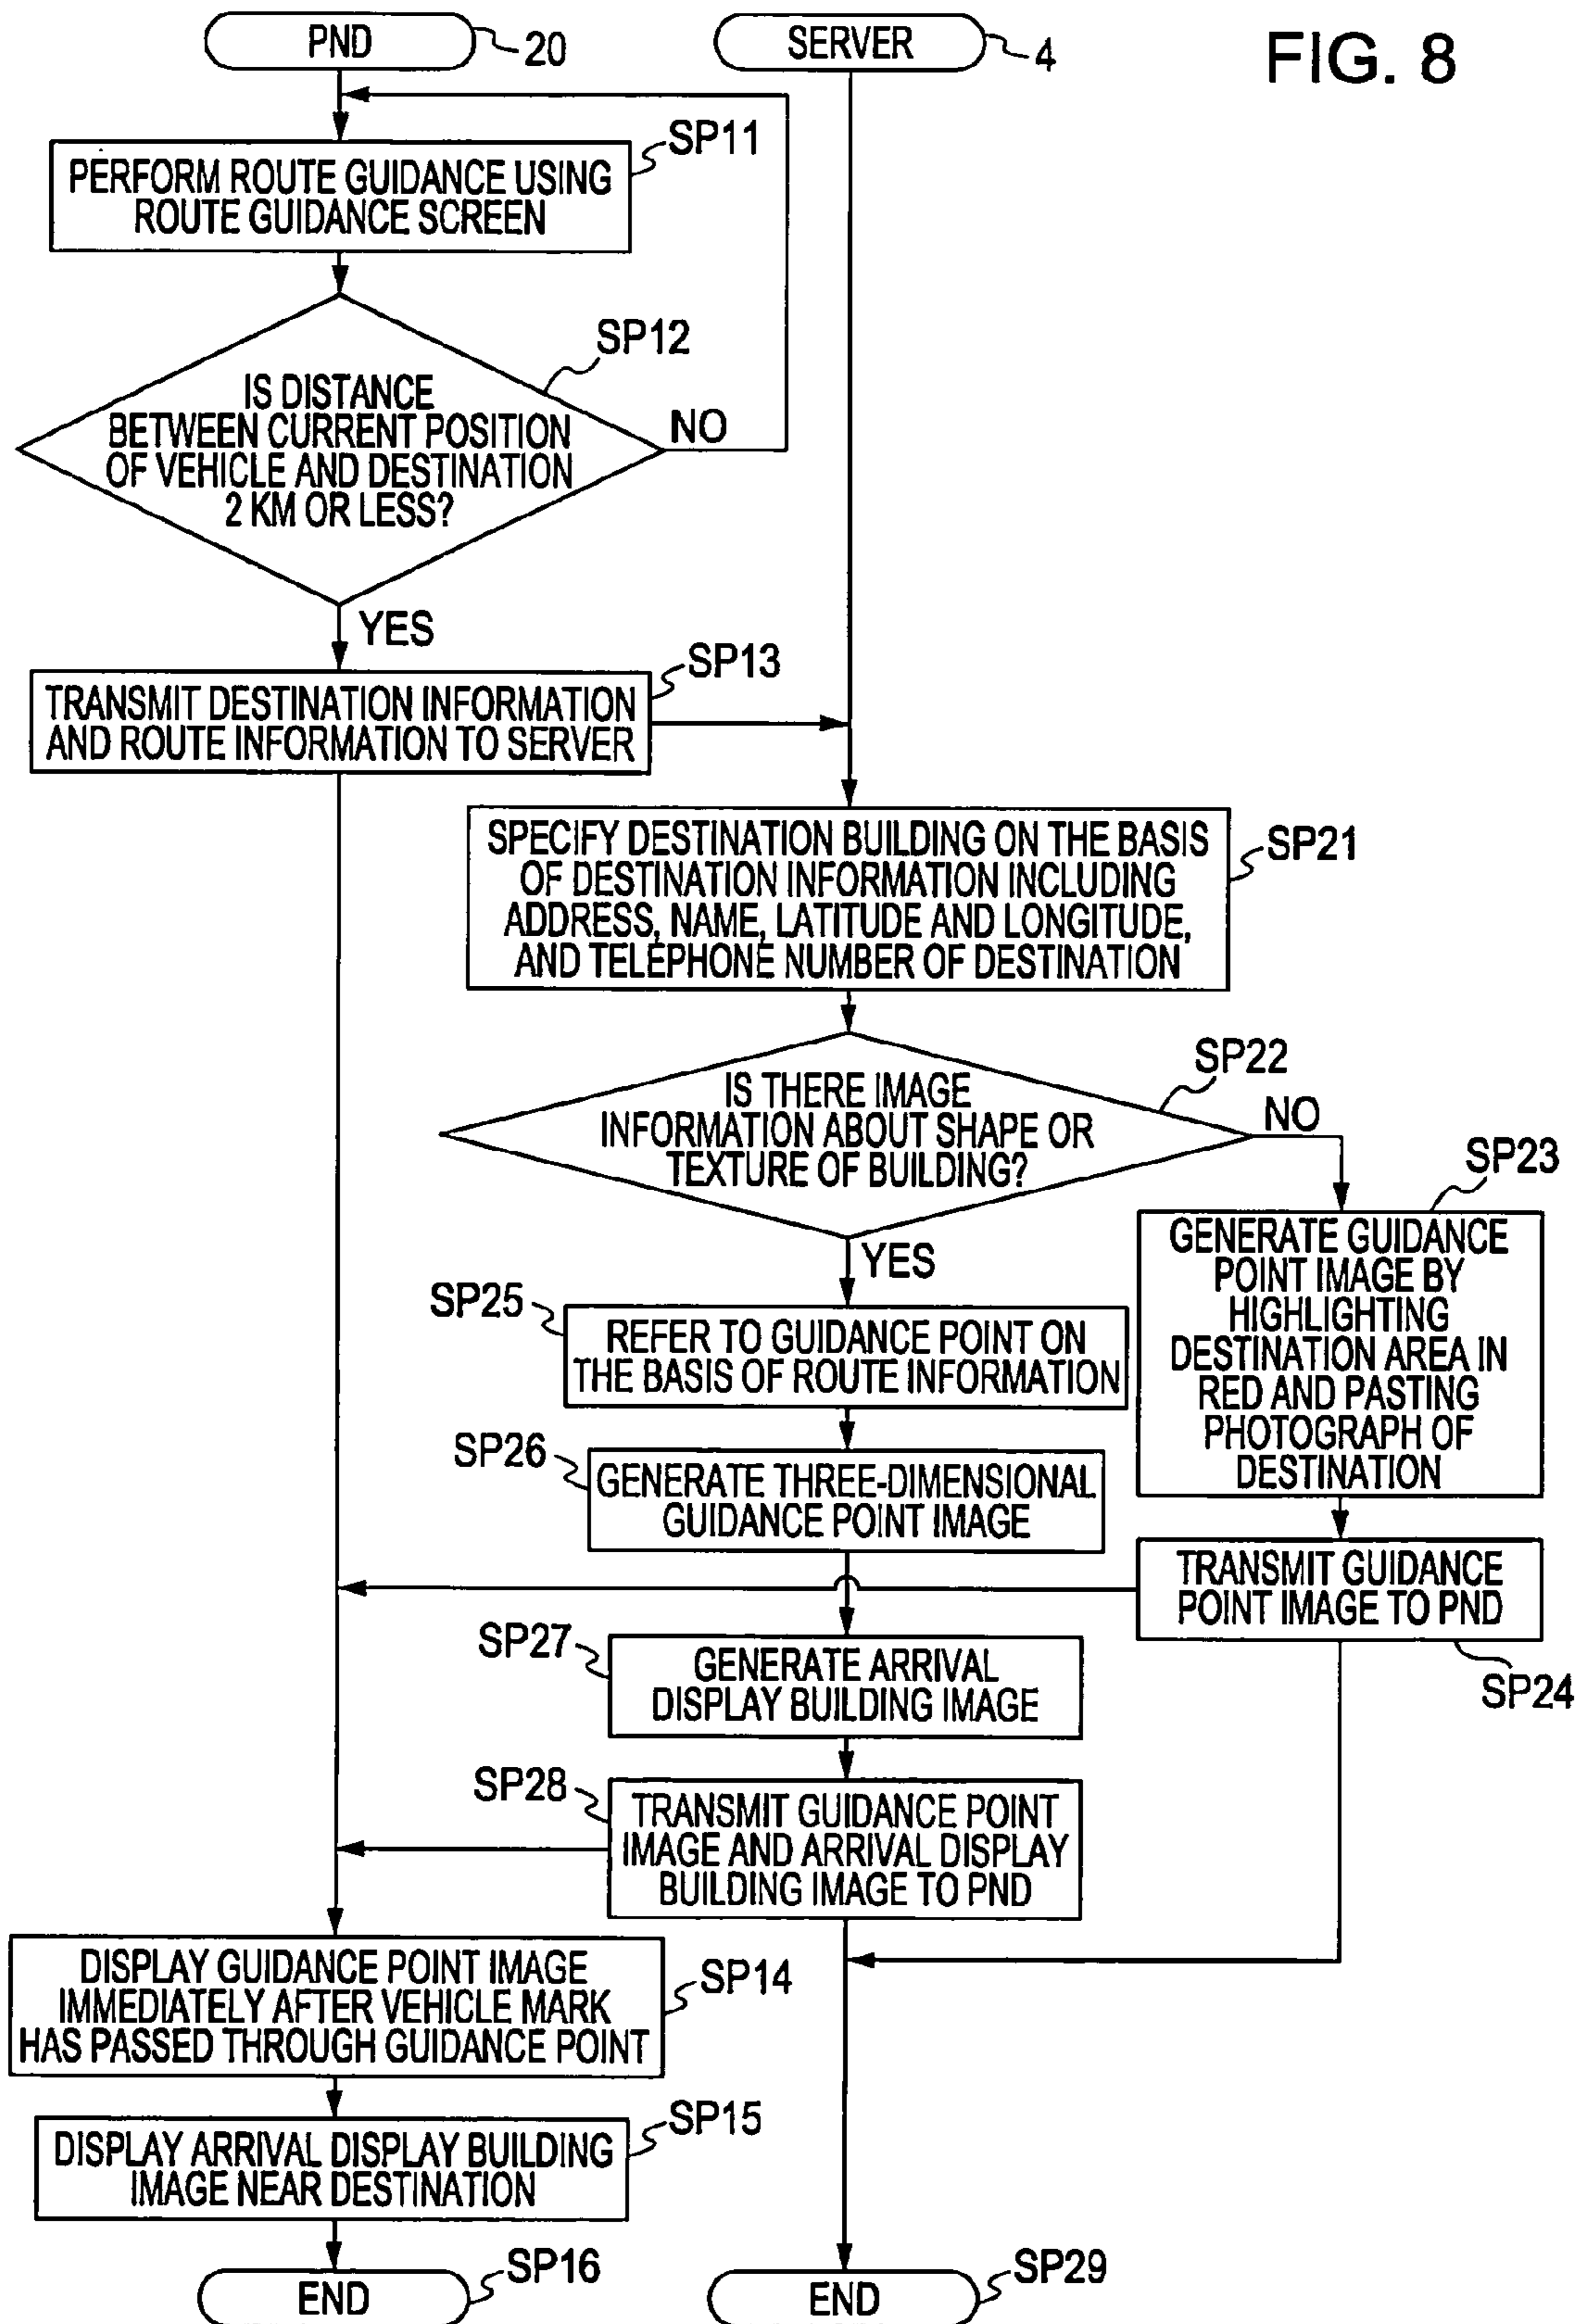 FIG. 8
PND
20
SERVER
4
SP11
PERFORM ROUTE GUIDANCE USING
ROUTE GUIDANCE SCREEN
SP12
IS DISTANCE
BETWEEN CURRENT POSITION
OF VEHICLE AND DESTINATION
2 KM OR LESS?
NO
YES
SP13
TRANSMIT DESTINATION INFORMATION
AND ROUTE INFORMATION TO SERVER
SPECIFY DESTINATION BUILDING ON THE BASIS
OF DESTINATION INFORMATION INCLUDING
ADDRESS, NAME, LATITUDE AND LONGITUDE,
AND TELEPHONE NUMBER OF DESTINATION
SP21
SP22
IS THERE IMAGE
INFORMATION ABOUT SHAPE OR
TEXTURE OF BUILDING?
NO
YES
SP23
GENERATE GUIDANCE
POINT IMAGE BY
HIGHLIGHTING
DESTINATION AREA IN
RED AND PASTING
PHOTOGRAPH OF
DESTINATION
SP25
REFER TO GUIDANCE POINT ON
THE BASIS OF ROUTE INFORMATION
SP26
GENERATE THREE-DIMENSIONAL
GUIDANCE POINT IMAGE
TRANSMIT GUIDANCE
POINT IMAGE TO PND
SP24
SP27
GENERATE ARRIVAL
DISPLAY BUILDING IMAGE
SP28
TRANSMIT GUIDANCE POINT
IMAGE AND ARRIVAL DISPLAY
BUILDING IMAGE TO PND
DISPLAY GUIDANCE POINT IMAGE
IMMEDIATELY AFTER VEHICLE MARK
HAS PASSED THROUGH GUIDANCE POINT
SP14
SP15
DISPLAY ARRIVAL DISPLAY BUILDING
IMAGE NEAR DESTINATION
END
SP16
END
SP29